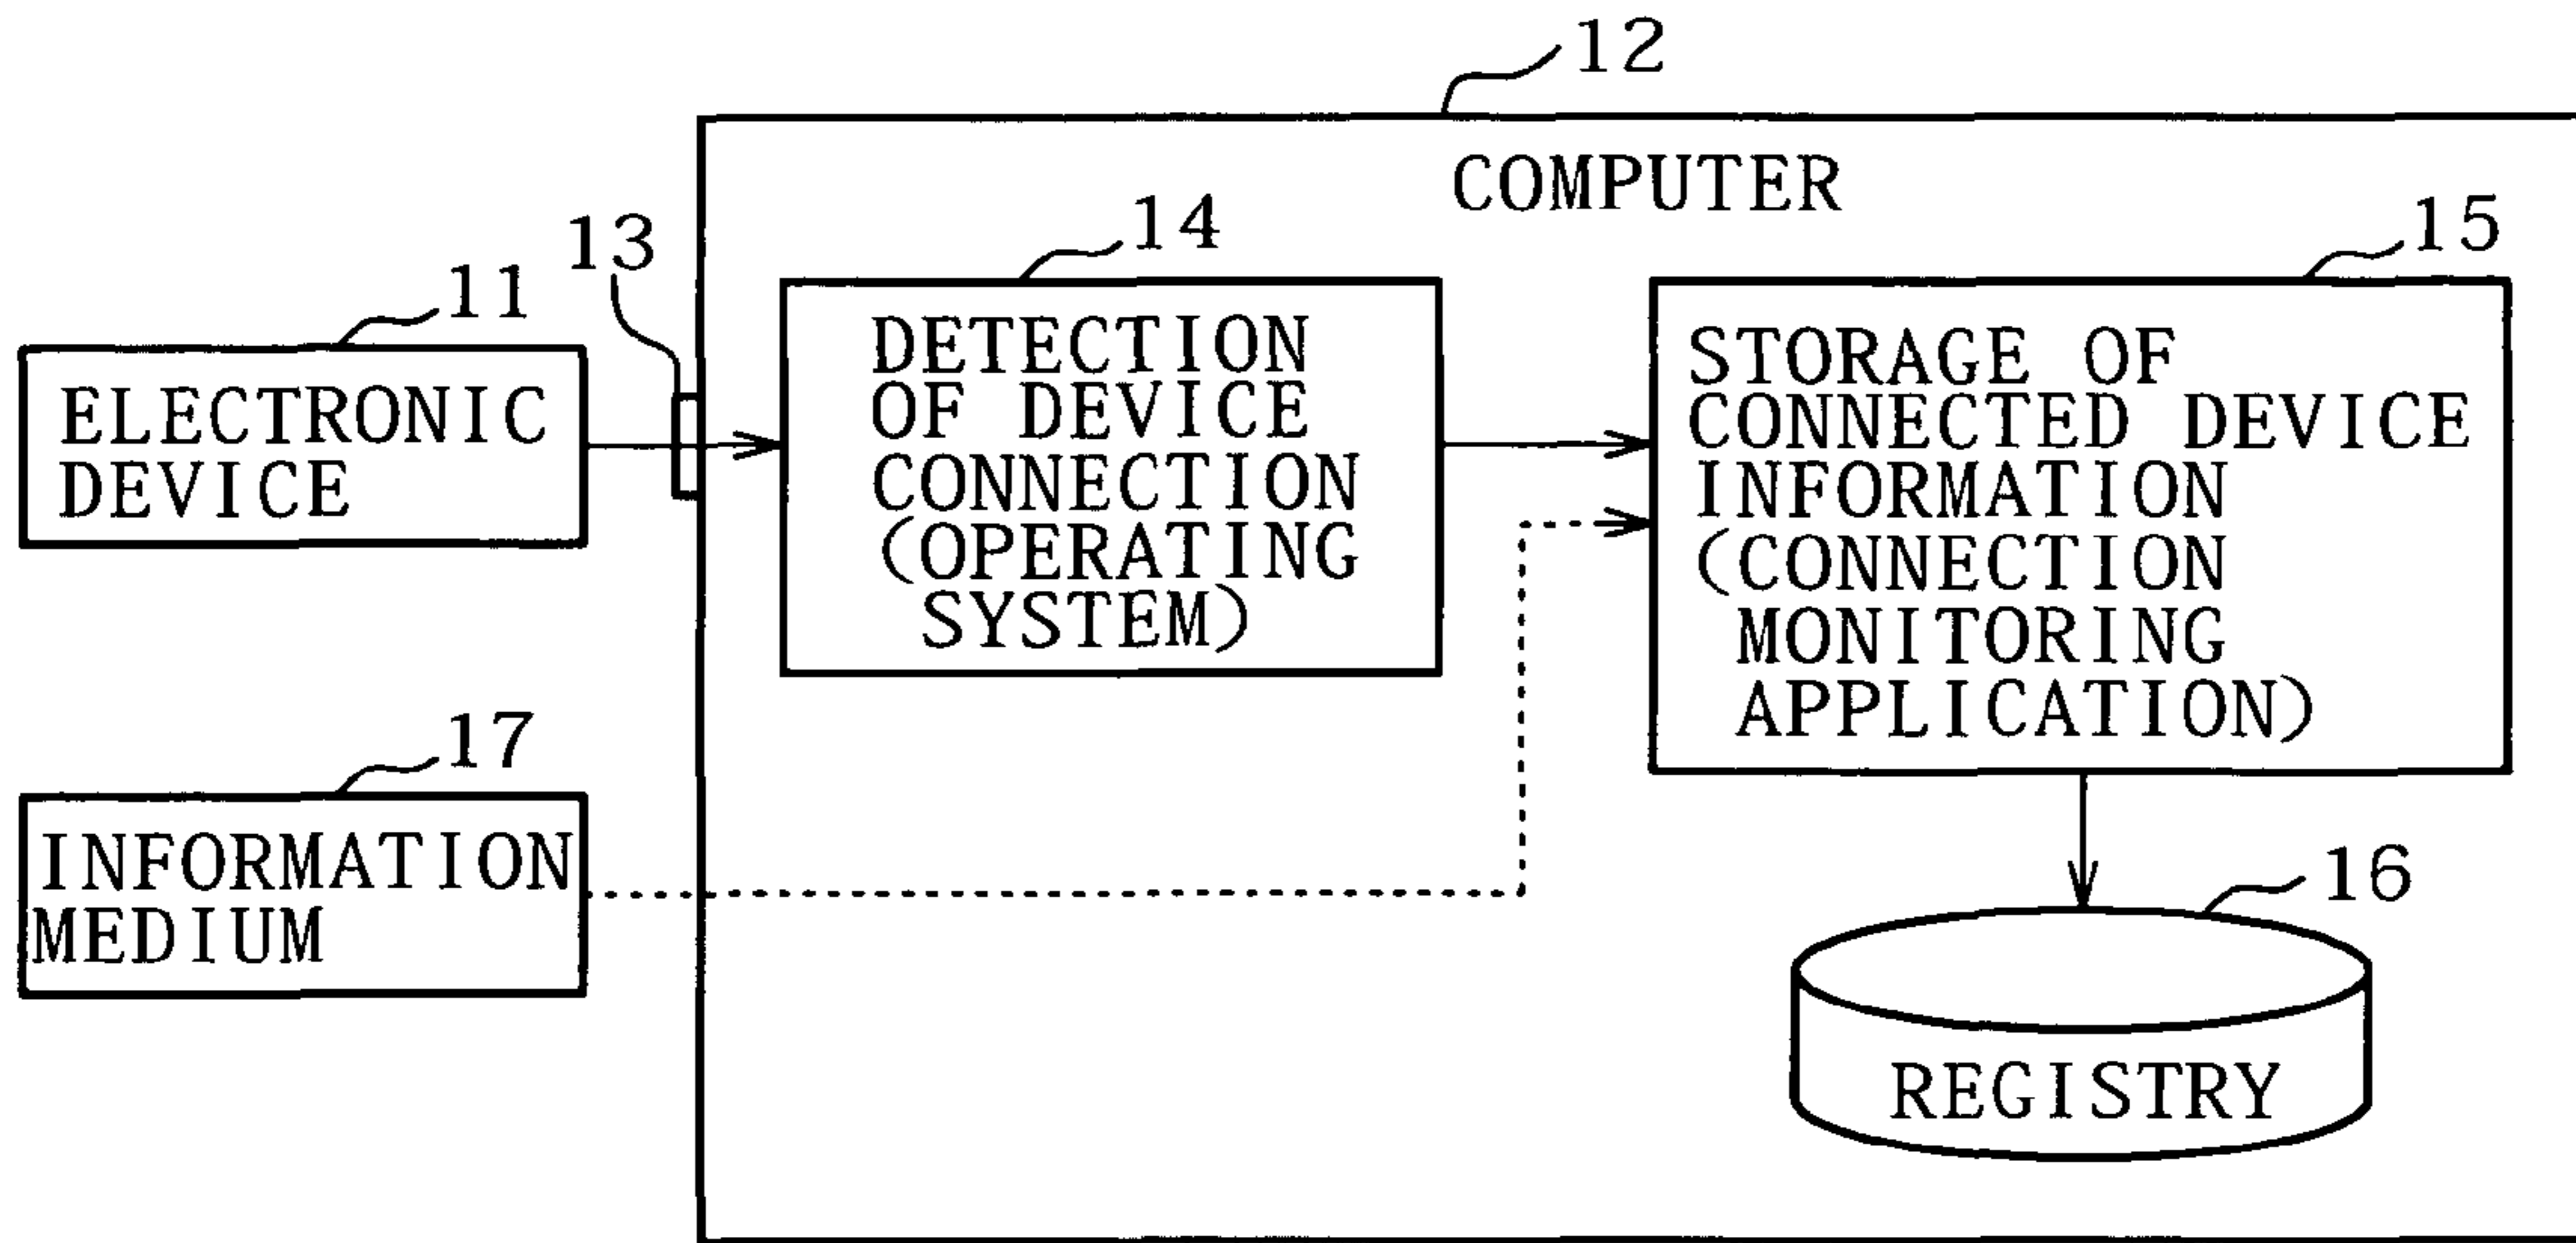 12
COMPUTER
13
14
15
11
ELECTRONIC
DEVICE
DETECTION
OF DEVICE
CONNECTION
(OPERATING
SYSTEM)
STORAGE OF
CONNECTED DEVICE
INFORMATION
(CONNECTION
MONITORING
APPLICATION)
17
INFORMATION
MEDIUM
16
REGISTRY